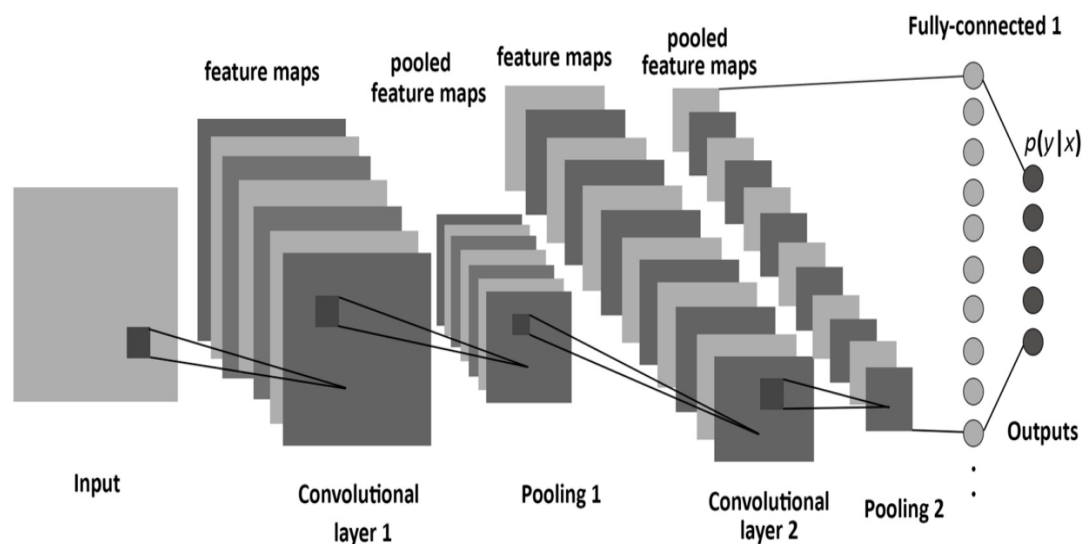 Fully-connected 1
pooled
feature maps
feature maps
pooled
feature maps
feature maps
p(y|x)
Outputs
Input
Convolutional
layer 1
Pooling 1
Convolutional
layer 2
Pooling 2